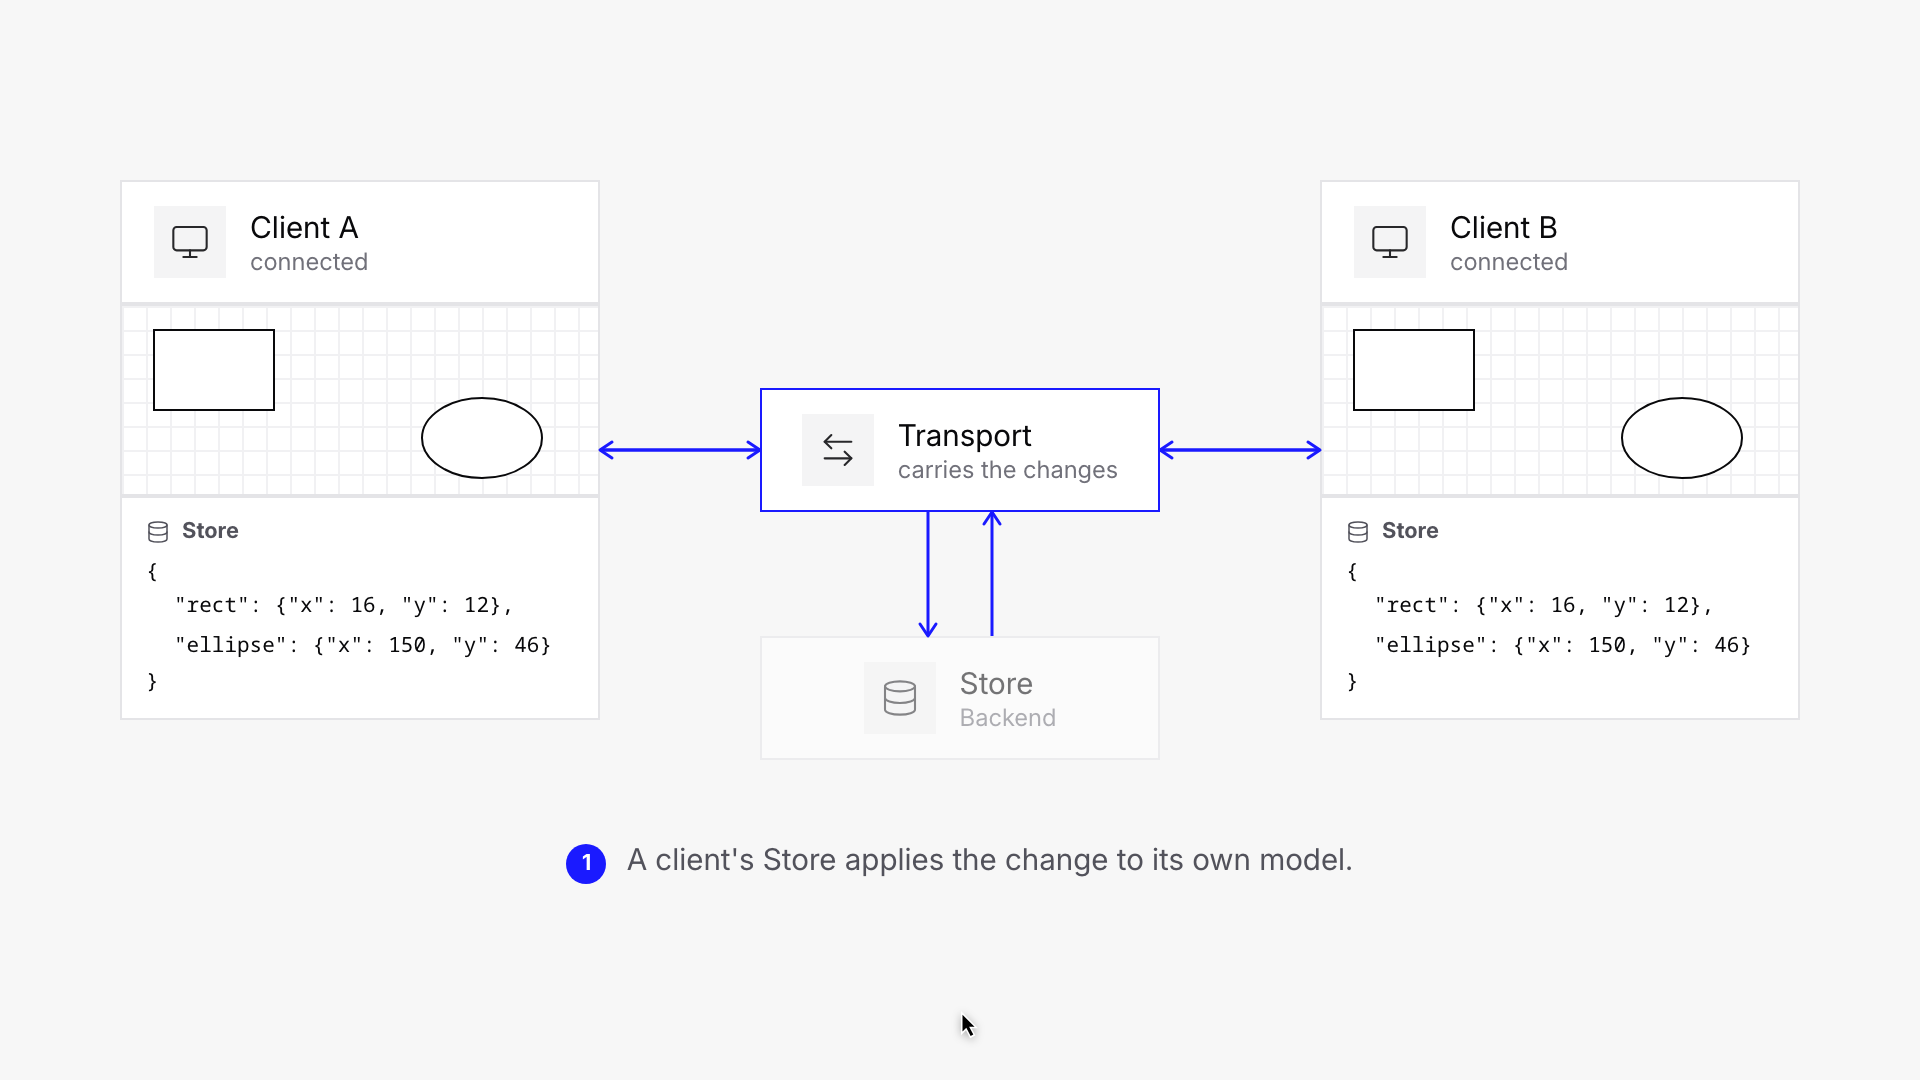 Client A
connected
Store
{
"rect": {"x": 16, "y": 12},
"ellipse": {"x": 150, "y": 46}
}
Transport
carries the changes
Store
Backend
Client B
connected
Store
{
"rect": {"x": 16, "y": 12},
"ellipse": {"x": 150, "y": 46}
}
1 A client's Store applies the change to its own model.